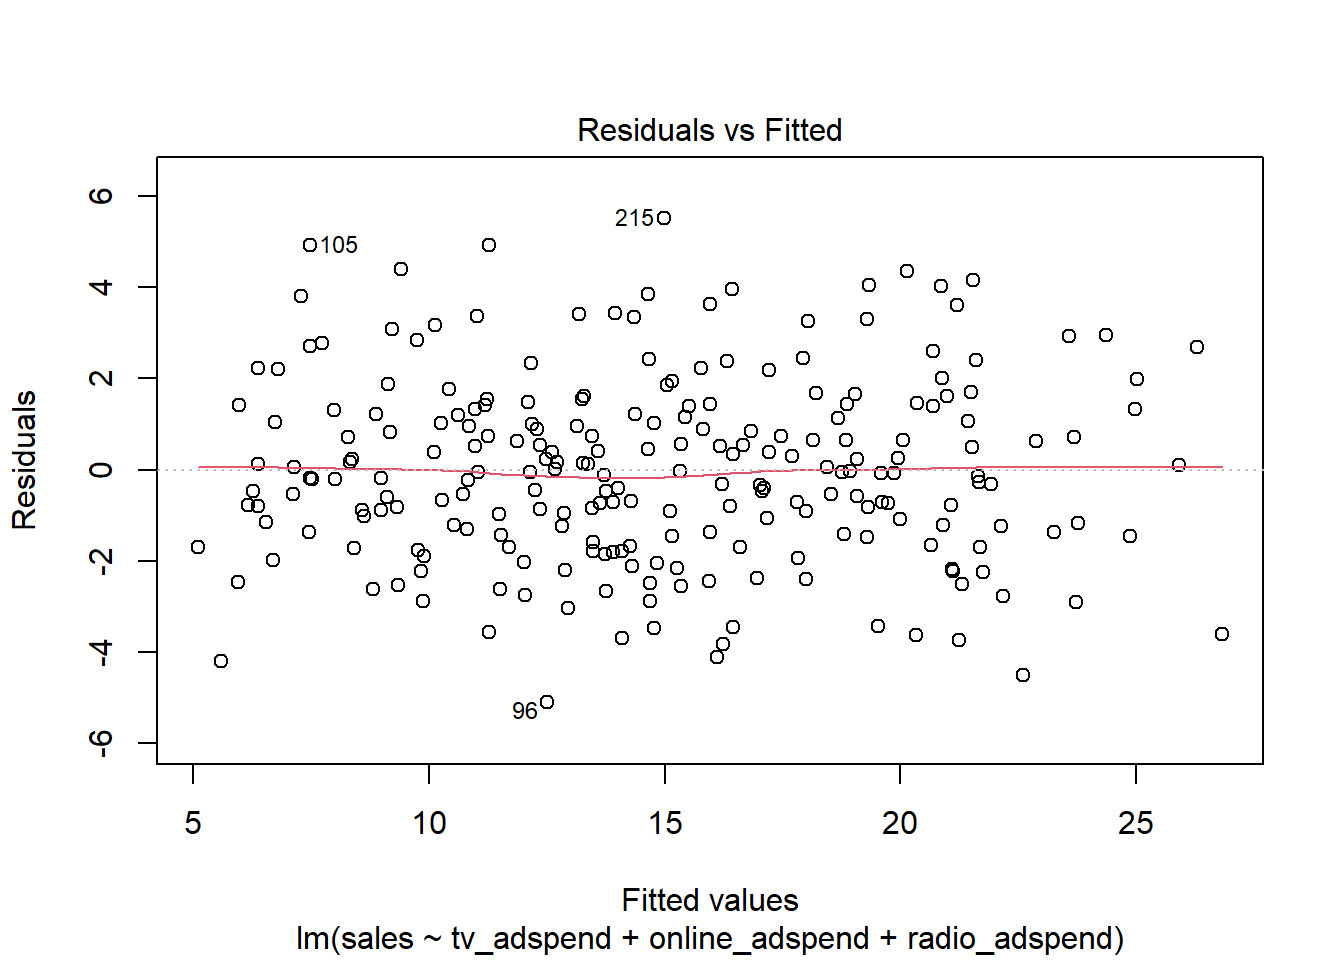 Residuals vs Fitted
Residuals
6
4
2
0
-2
-4
-6
215
105
96
5 10 15 20 25
Fitted values
lm(sales ~ tv_adspend + online_adspend + radio_adspend)